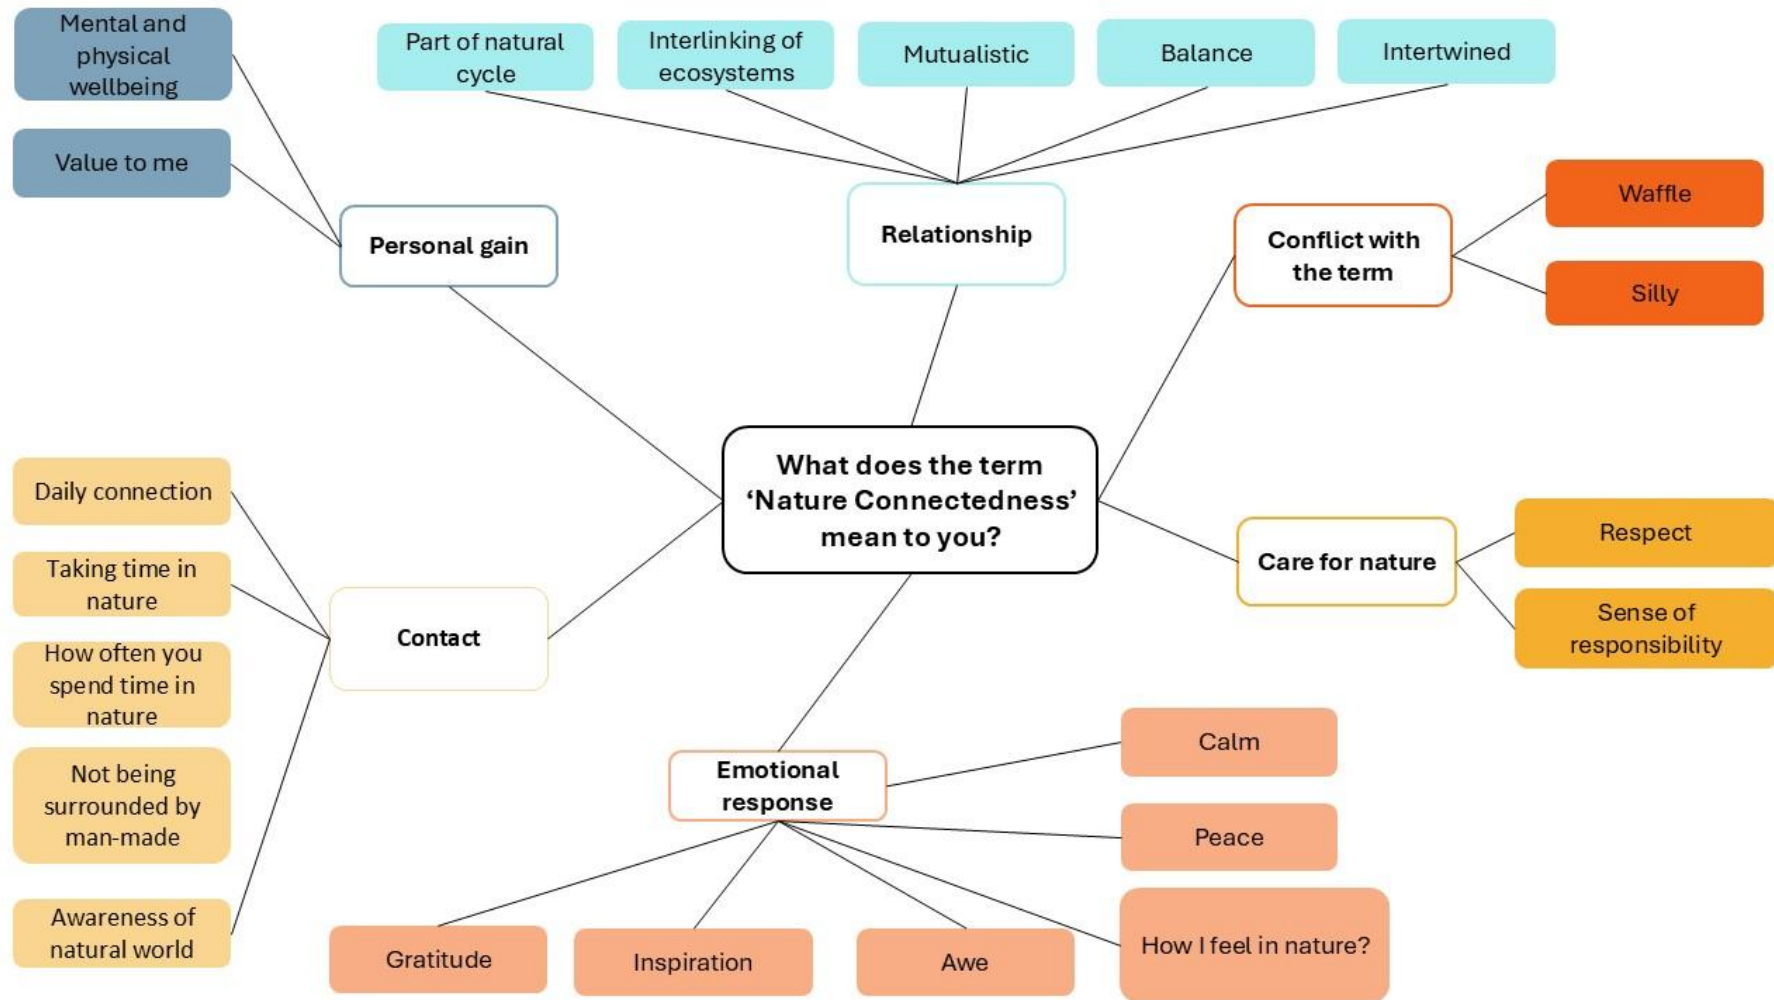 Mental and
physical
wellbeing
Value to me
Personal gain
Part of natural
cycle
Interlinking of
ecosystems
Mutualistic
Balance
Intertwined
Relationship
Conflict with
the term
Waffle
Silly
What does the term
‘Nature Connectedness’
mean to you?
Daily connection
Taking time in
nature
How often you
spend time in
nature
Not being
surrounded by
man-made
Awareness of
natural world
Contact
Care for nature
Respect
Sense of
responsibility
Emotional
response
Calm
Peace
How I feel in nature?
Gratitude
Inspiration
Awe